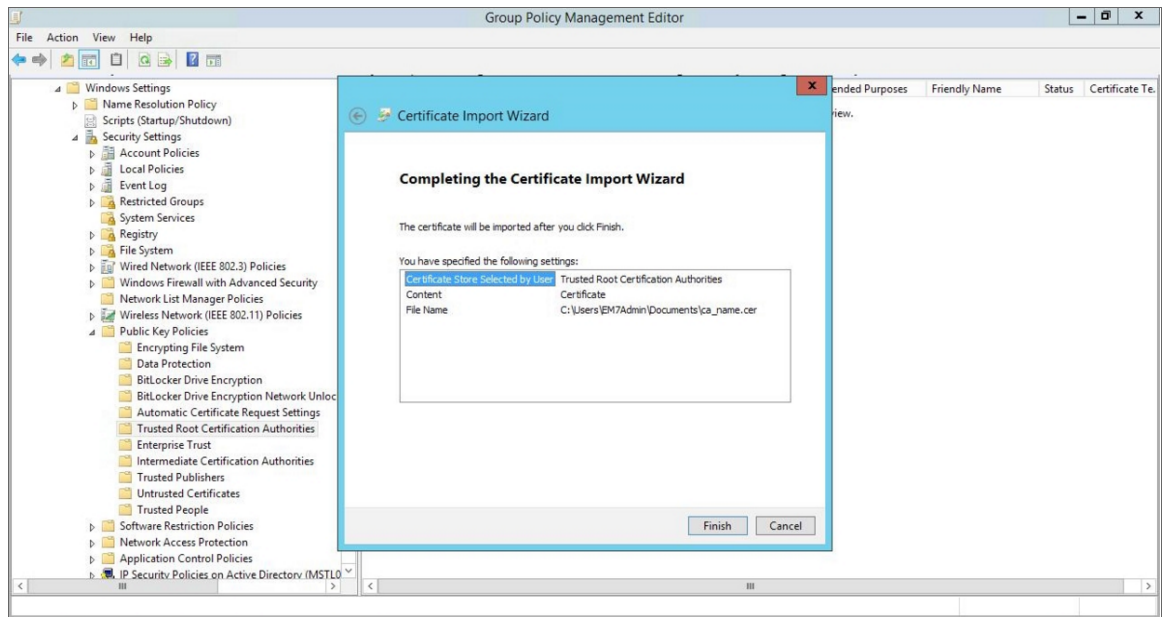 Group Policy Management Editor
File Action View Help
Windows Settings
Name Resolution Policy
Scripts (Startup/Shutdown)
Security Settings
Account Policies
Local Policies
Event Log
Restricted Groups
System Services
Registry
File System
Wired Network (IEEE 802.3) Policies
Windows Firewall with Advanced Security
Network List Manager Policies
Wireless Network (IEEE 802.11) Policies
Public Key Policies
Encrypting File System
Data Protection
BitLocker Drive Encryption
BitLocker Drive Encryption Network Unloc
Automatic Certificate Request Settings
Trusted Root Certification Authorities
Enterprise Trust
Intermediate Certification Authorities
Trusted Publishers
Untrusted Certificates
Trusted People
Software Restriction Policies
Network Access Protection
Application Control Policies
IP Security Policies on Active Directory (MSTL0
Certificate Import Wizard
Completing the Certificate Import Wizard
The certificate will be imported after you click Finish.
You have specified the following settings:
Certificate Store Selected by User Trusted Root Certification Authorities
Content Certificate
File Name C:\Users\EM7Admin\Documents\ca_name.cer
Finish Cancel
ended Purposes Friendly Name Status Certificate Te.
view.